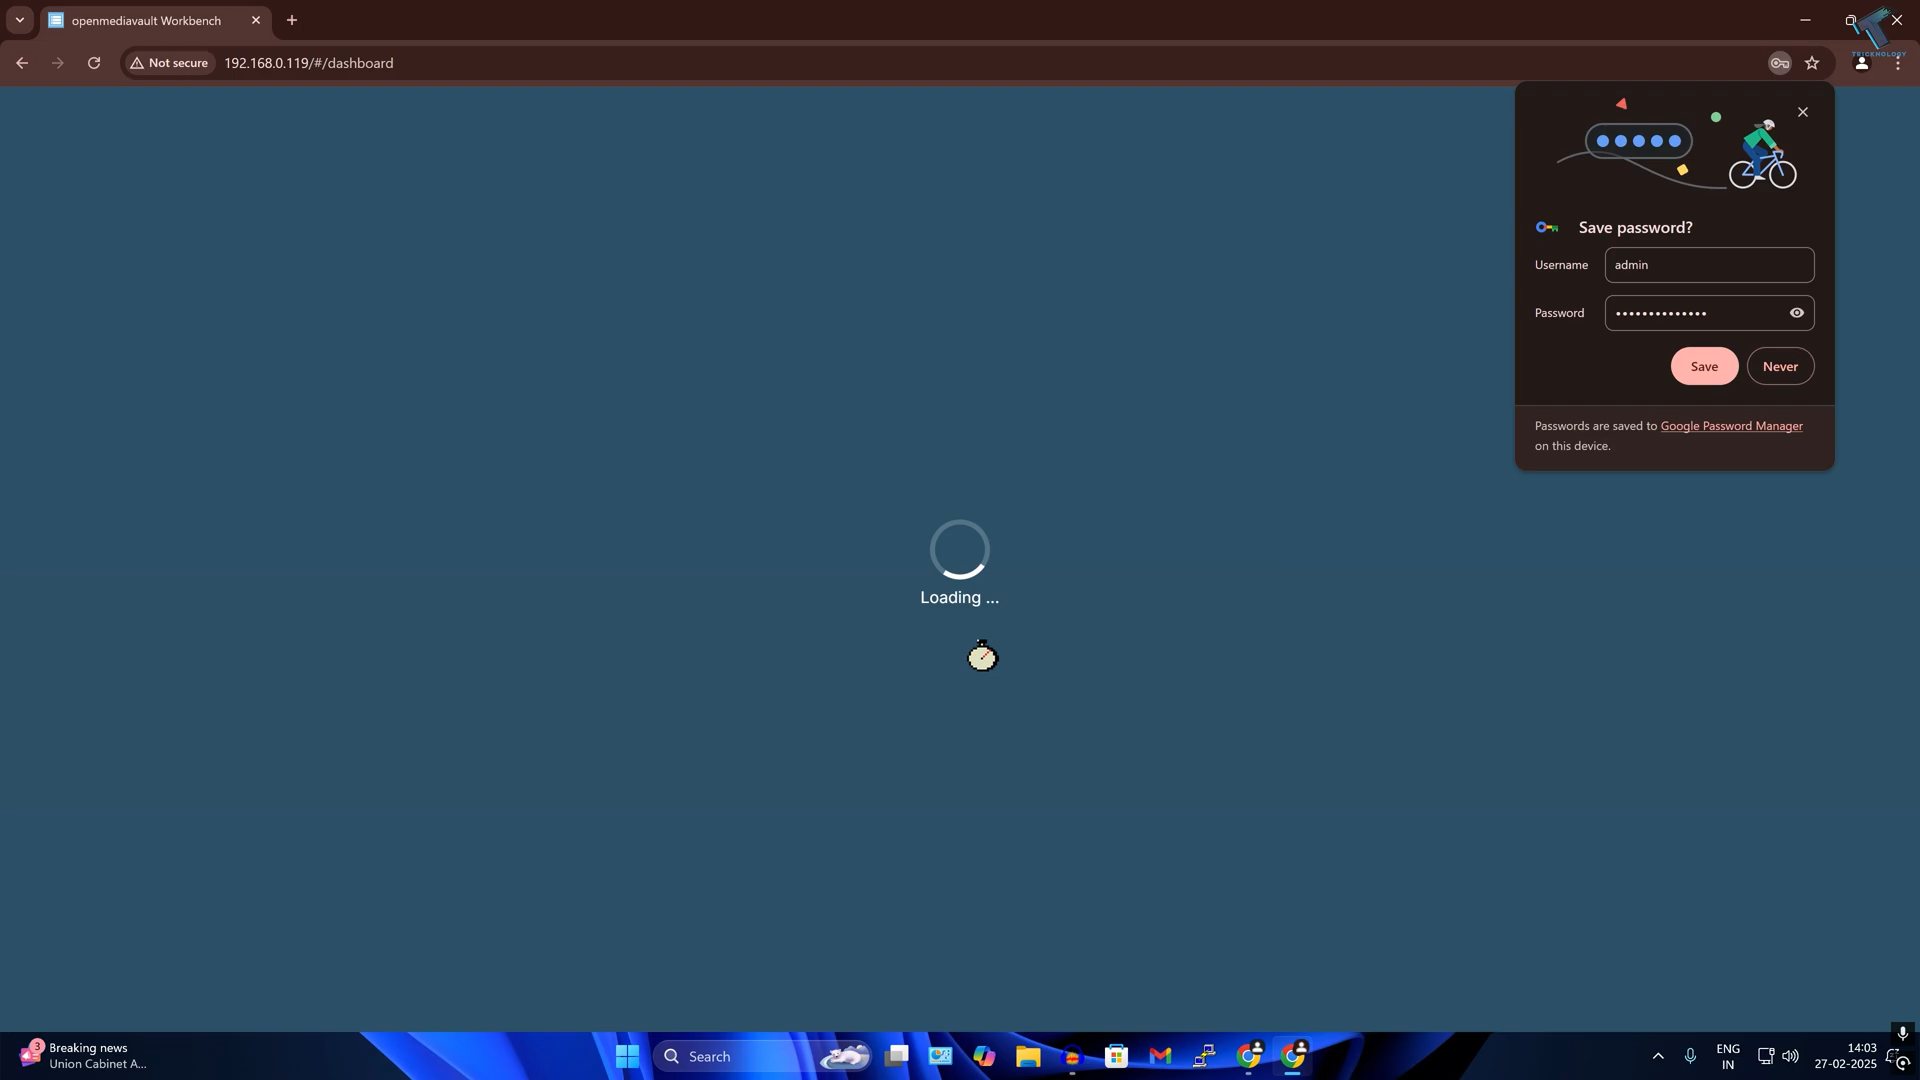 openmediavault Workbench
TRICKNOLOGY
Not secure
192.168.0.119/#/dashboard
Save password?
Username
admin
Password
••••••••••••••
Save
Never
Passwords are saved to Google Password Manager
on this device.
Loading ...
3
Breaking news
Union Cabinet A...
Search
ENG
IN
14:03
27-02-2025